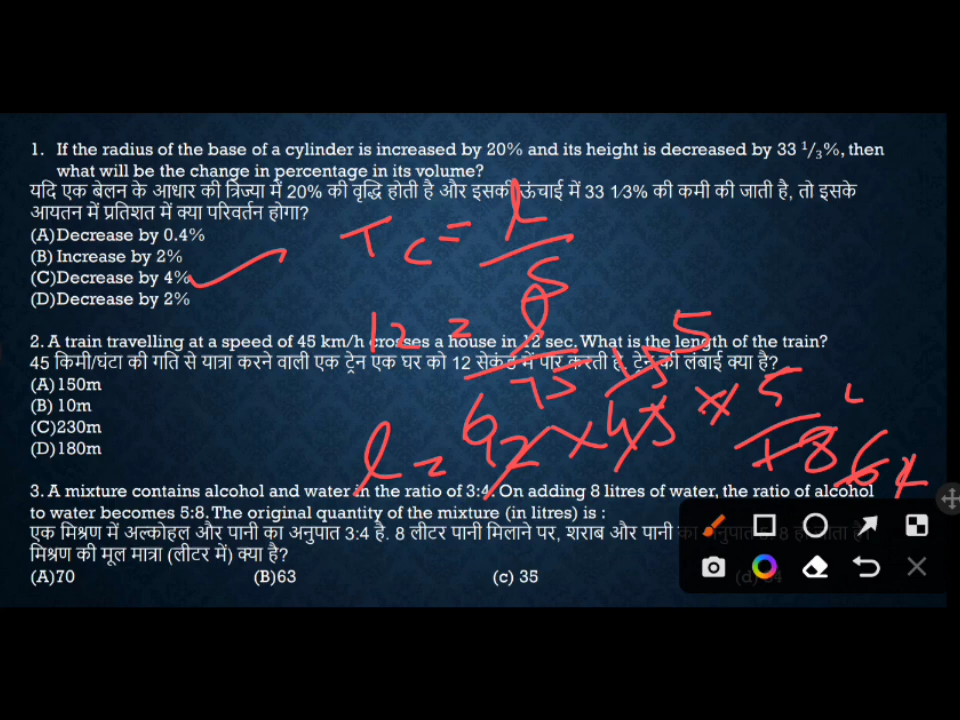 1. If the radius of the base of a cylinder is increased by 20% and its height is decreased by 33 ¹/₃%, then
what will be the change in percentage in its volume?
यदि एक बेलन के आधार की त्रिज्या में 20% की वृद्धि होती है और इसकी ऊंचाई में 33 1⁄3% की कमी की जाती है, तो इसके
आयतन में प्रतिशत में क्या परिवर्तन होगा?
(A)Decrease by 0.4%
(B) Increase by 2%
(C)Decrease by 4%
(D)Decrease by 2%
T c = l
s
12 = l
2. A train travelling at a speed of 45 km/h crosses a house in 12 sec. What is the length of the train?
45 किमी/घंटा की गति से यात्रा करने वाली एक ट्रेन एक घर को 12 सेकंड में पार करती है. ट्रेन की लंबाई क्या है?
(A)150m
(B) 10m
(C)230m
(D)180m
l =
3. A mixture contains alcohol and water in the ratio of 3:4. On adding 8 litres of water, the ratio of alcohol
to water becomes 5:8. The original quantity of the mixture (in litres) is :
एक मिश्रण में अल्कोहल और पानी का अनुपात 3:4 है. 8 लीटर पानी मिलाने पर, शराब और पानी
मिश्रण की मूल मात्रा (लीटर में) क्या है?
(A)70 (B)63 (c) 35